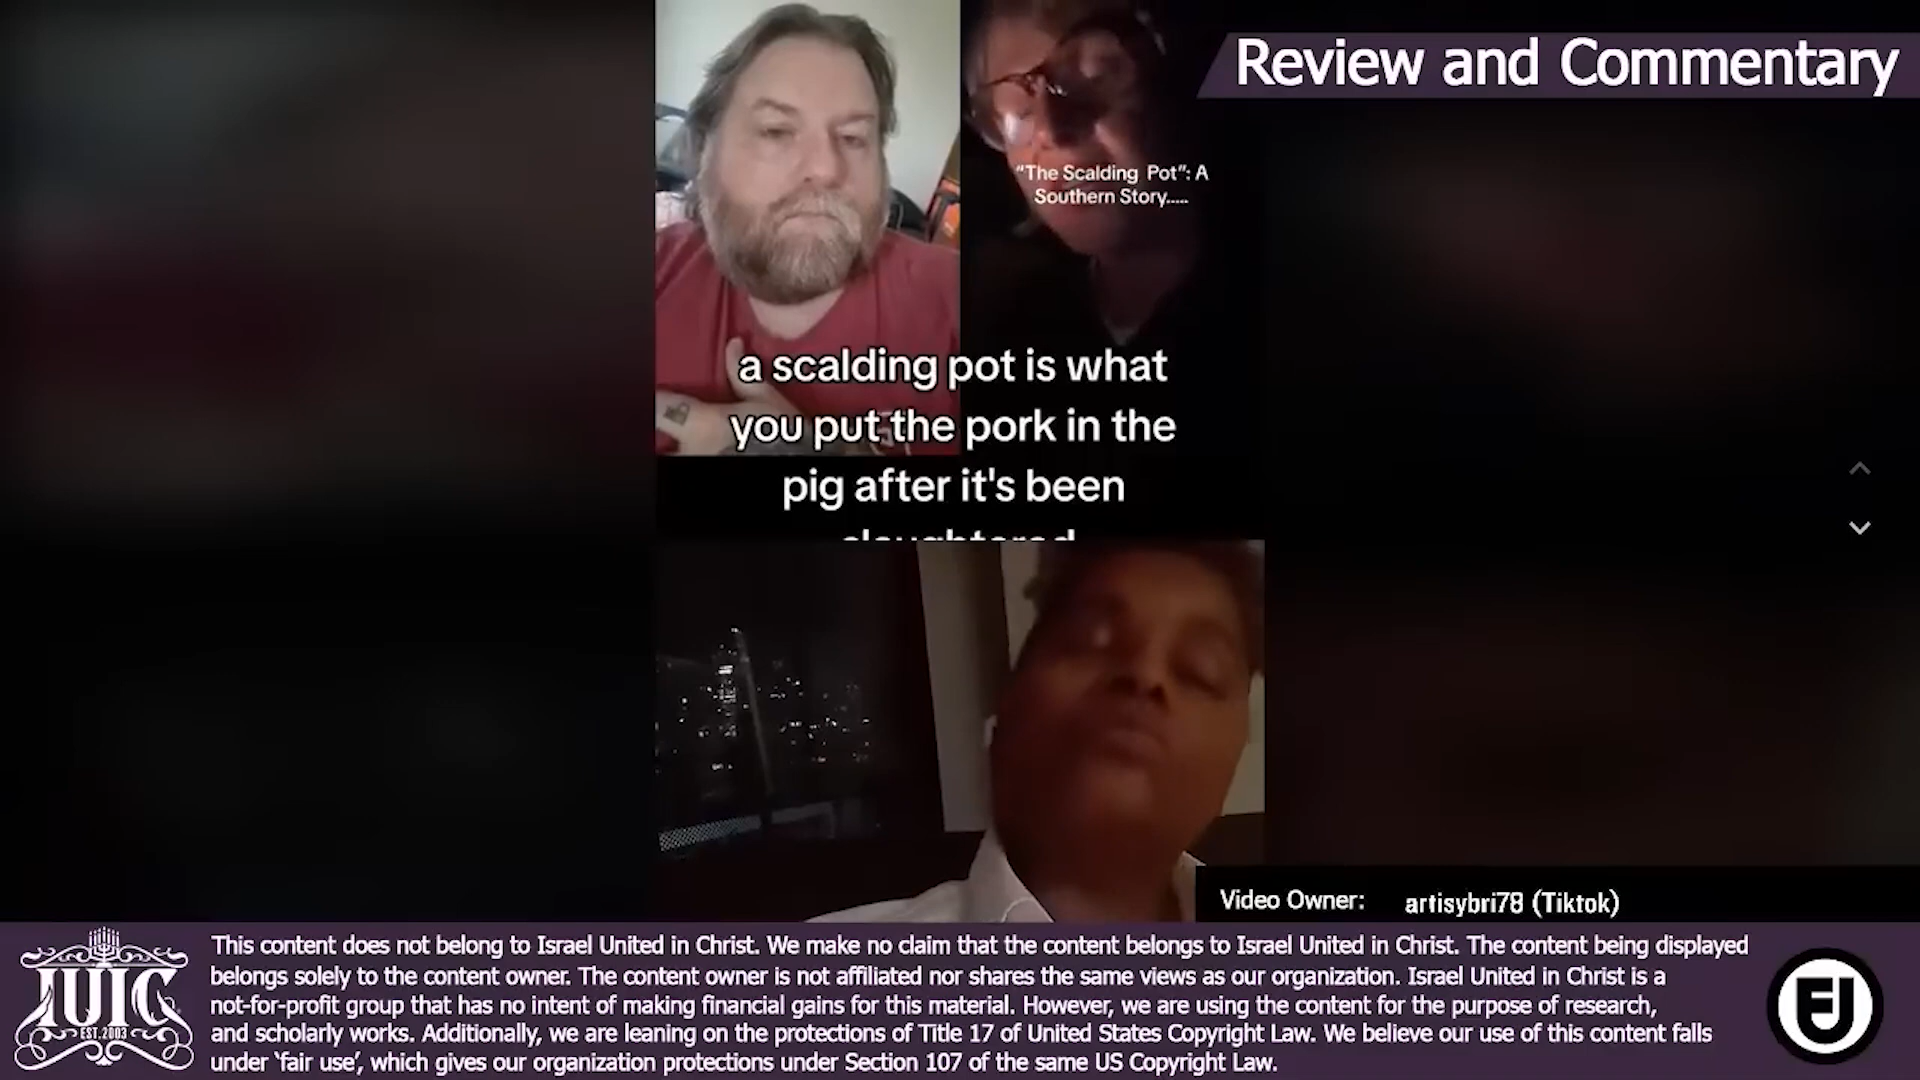 Review and Commentary
"The Scalding Pot": A
Southern Story.....
a scalding pot is what
you put the pork in the
pig after it's been
slaughtered
Video Owner: artisybri78 (Tiktok)
IUIC
EST.2003
This content does not belong to Israel United in Christ. We make no claim that the content belongs to Israel United in Christ. The content being displayed
belongs solely to the content owner. The content owner is not affiliated nor shares the same views as our organization. Israel United in Christ is a
not-for-profit group that has no intent of making financial gains for this material. However, we are using the content for the purpose of research,
and scholarly works. Additionally, we are leaning on the protections of Title 17 of United States Copyright Law. We believe our use of this content falls
under 'fair use', which gives our organization protections under Section 107 of the same US Copyright Law.